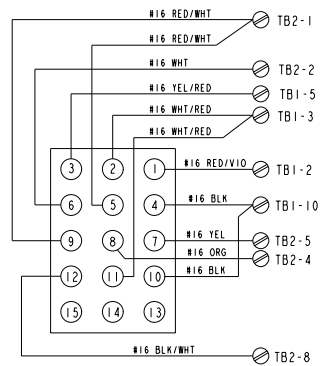 #16 RED/WHT
TB2-1
#16 RED/WHT
#16 WHT
TB2-2
#16 YEL/RED
TB1-5
#16 WHT/RED
TB1-3
#16 WHT/RED
3 2 1
#16 RED/VIO
TB1-2
6 5 4
#16 BLK
TB1-10
9 8 7
#16 YEL
TB2-5
#16 ORG
TB2-4
12 11 10
#16 BLK
15 14 13
#16 BLK/WHT
TB2-8